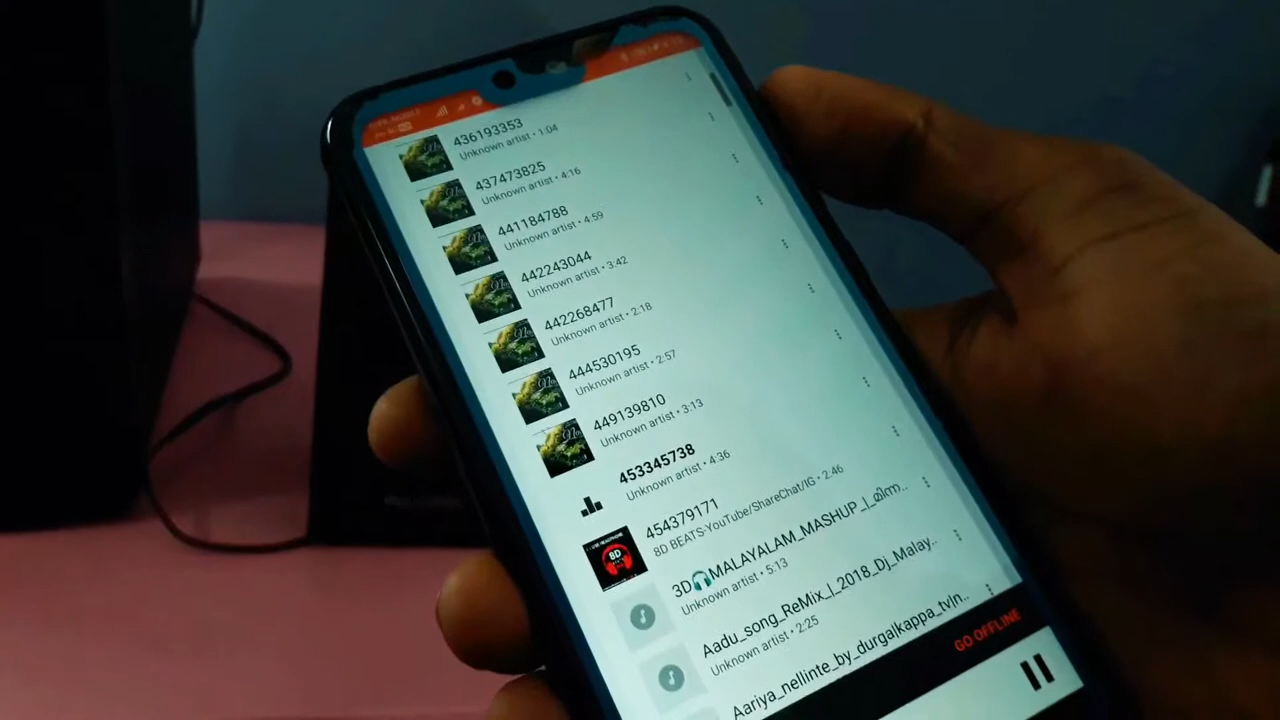 436193353
Unknown artist • 1:04
437473825
Unknown artist • 4:16
441184788
Unknown artist • 4:59
442243044
Unknown artist • 3:42
442268477
Unknown artist • 2:18
444530195
Unknown artist • 2:57
449139810
Unknown artist • 3:13
453345738
Unknown artist • 4:36
454379171
8D BEATS-YouTube/ShareChat/IG • 2:46
8D
3D🎧MALAYALAM_MASHUP_|_മിന..
Unknown artist • 5:13
Aadu_song_ReMix_|_2018_Dj_Malay..
Unknown artist • 2:25
Aariya_nellinte_by_durgalkappa_tv|n..
GO OFFLINE